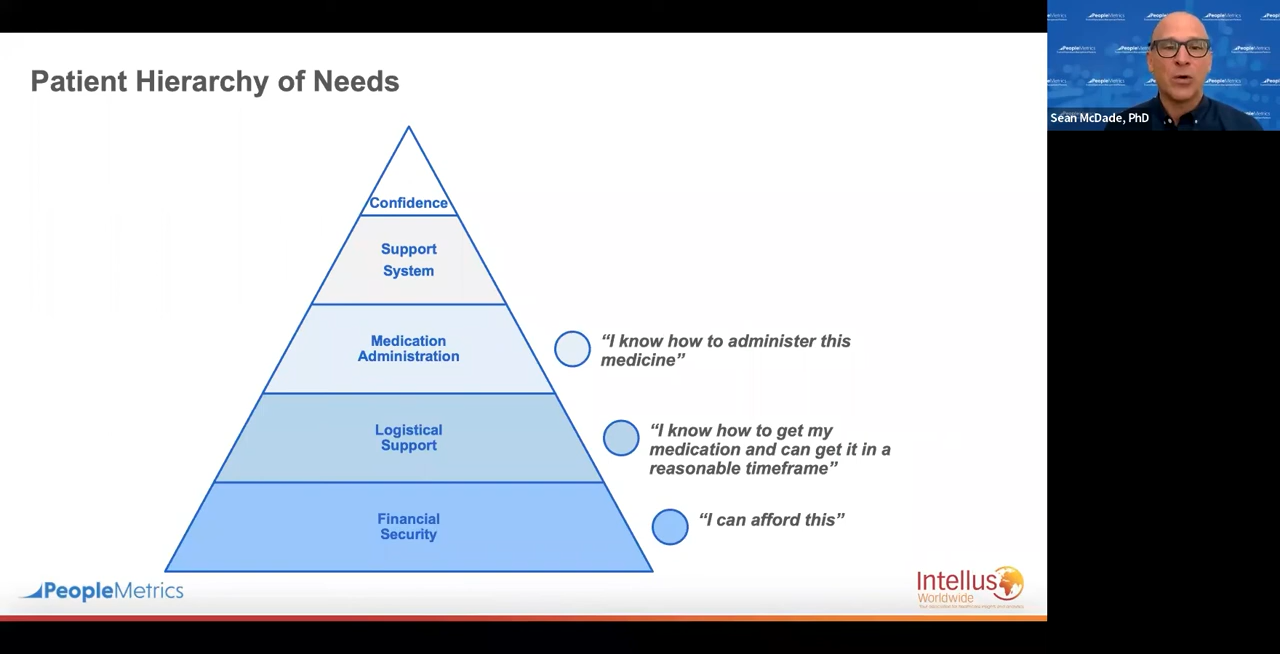 Patient Hierarchy of Needs
Confidence
Support
System
Medication
Administration
“I know how to administer this
medicine”
Logistical
Support
“I know how to get my
medication and can get it in a
reasonable timeframe”
Financial
Security
“I can afford this”
PeopleMetrics
Intellus
Worldwide
Sean McDade, PhD
PeopleMetrics